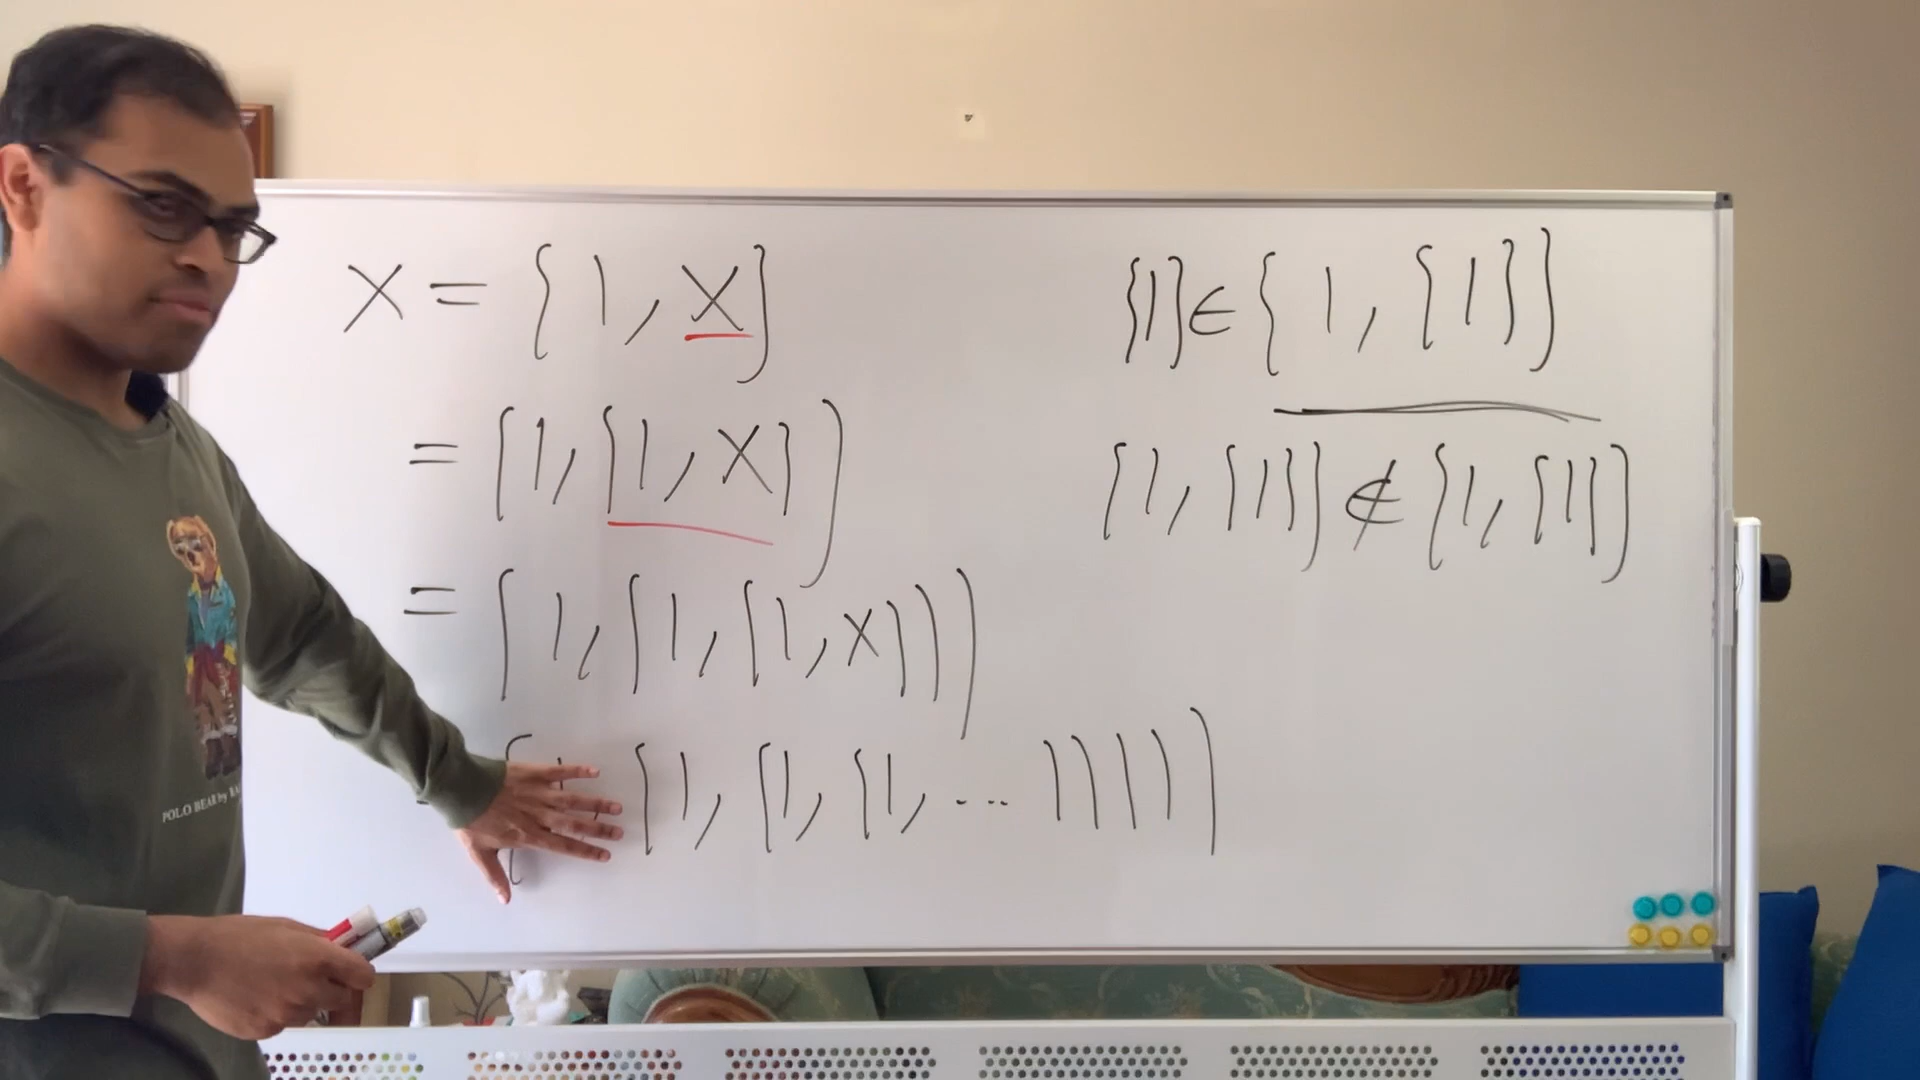 X = {1, X}
= {1, {1, X}}
= {1, {1, {1, X}}}
{1, {1, {1, {1, ... }}}}}
{1} ∈ {1, {1}}
{1, {1}} ∉ {1, {1}}
POLO BEAR by